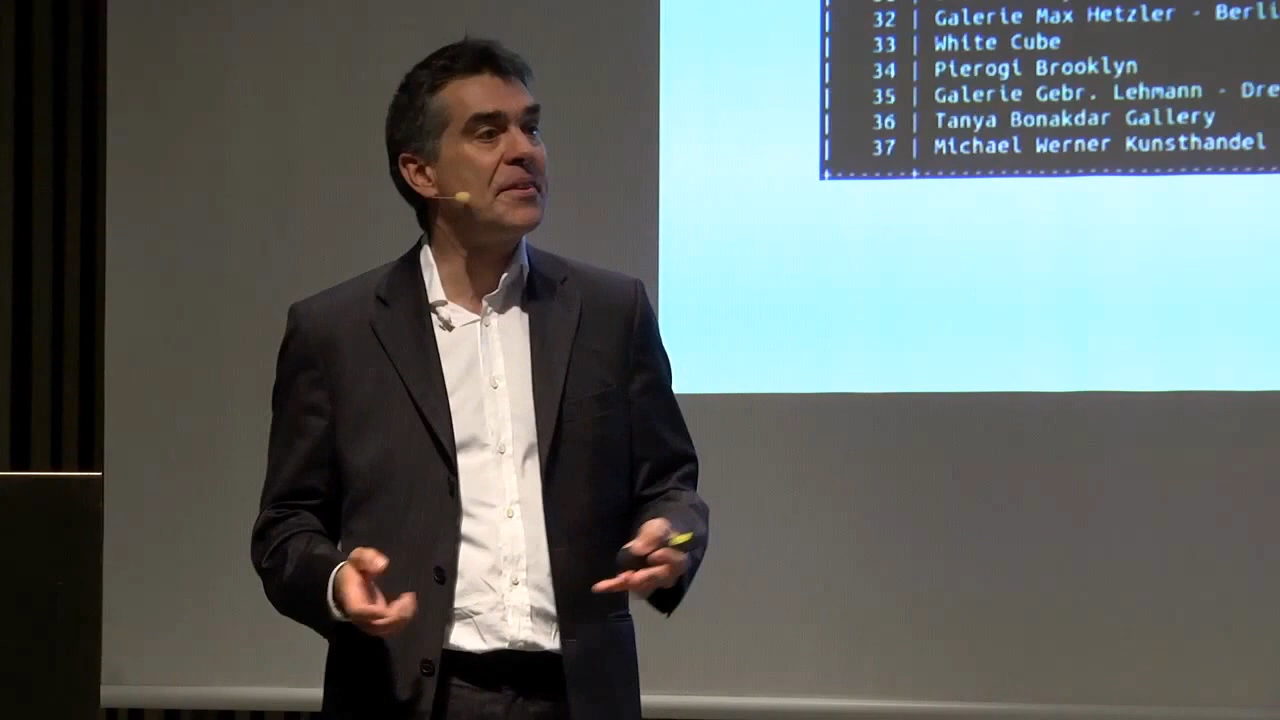 32 | Galerie Max Hetzler - Berli
33 | White Cube
34 | Pierogi Brooklyn
35 | Galerie Gebr. Lehmann - Dre
36 | Tanya Bonakdar Gallery
37 | Michael Werner Kunsthandel